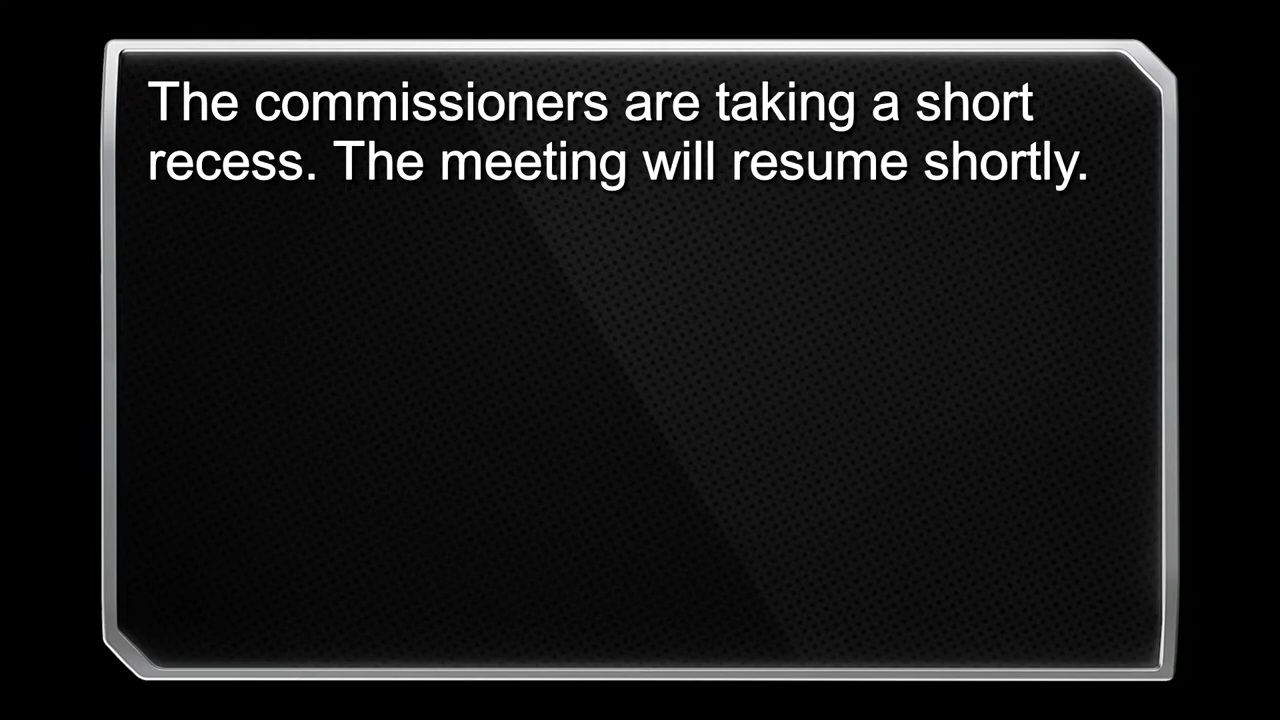 The commissioners are taking a short
recess. The meeting will resume shortly.